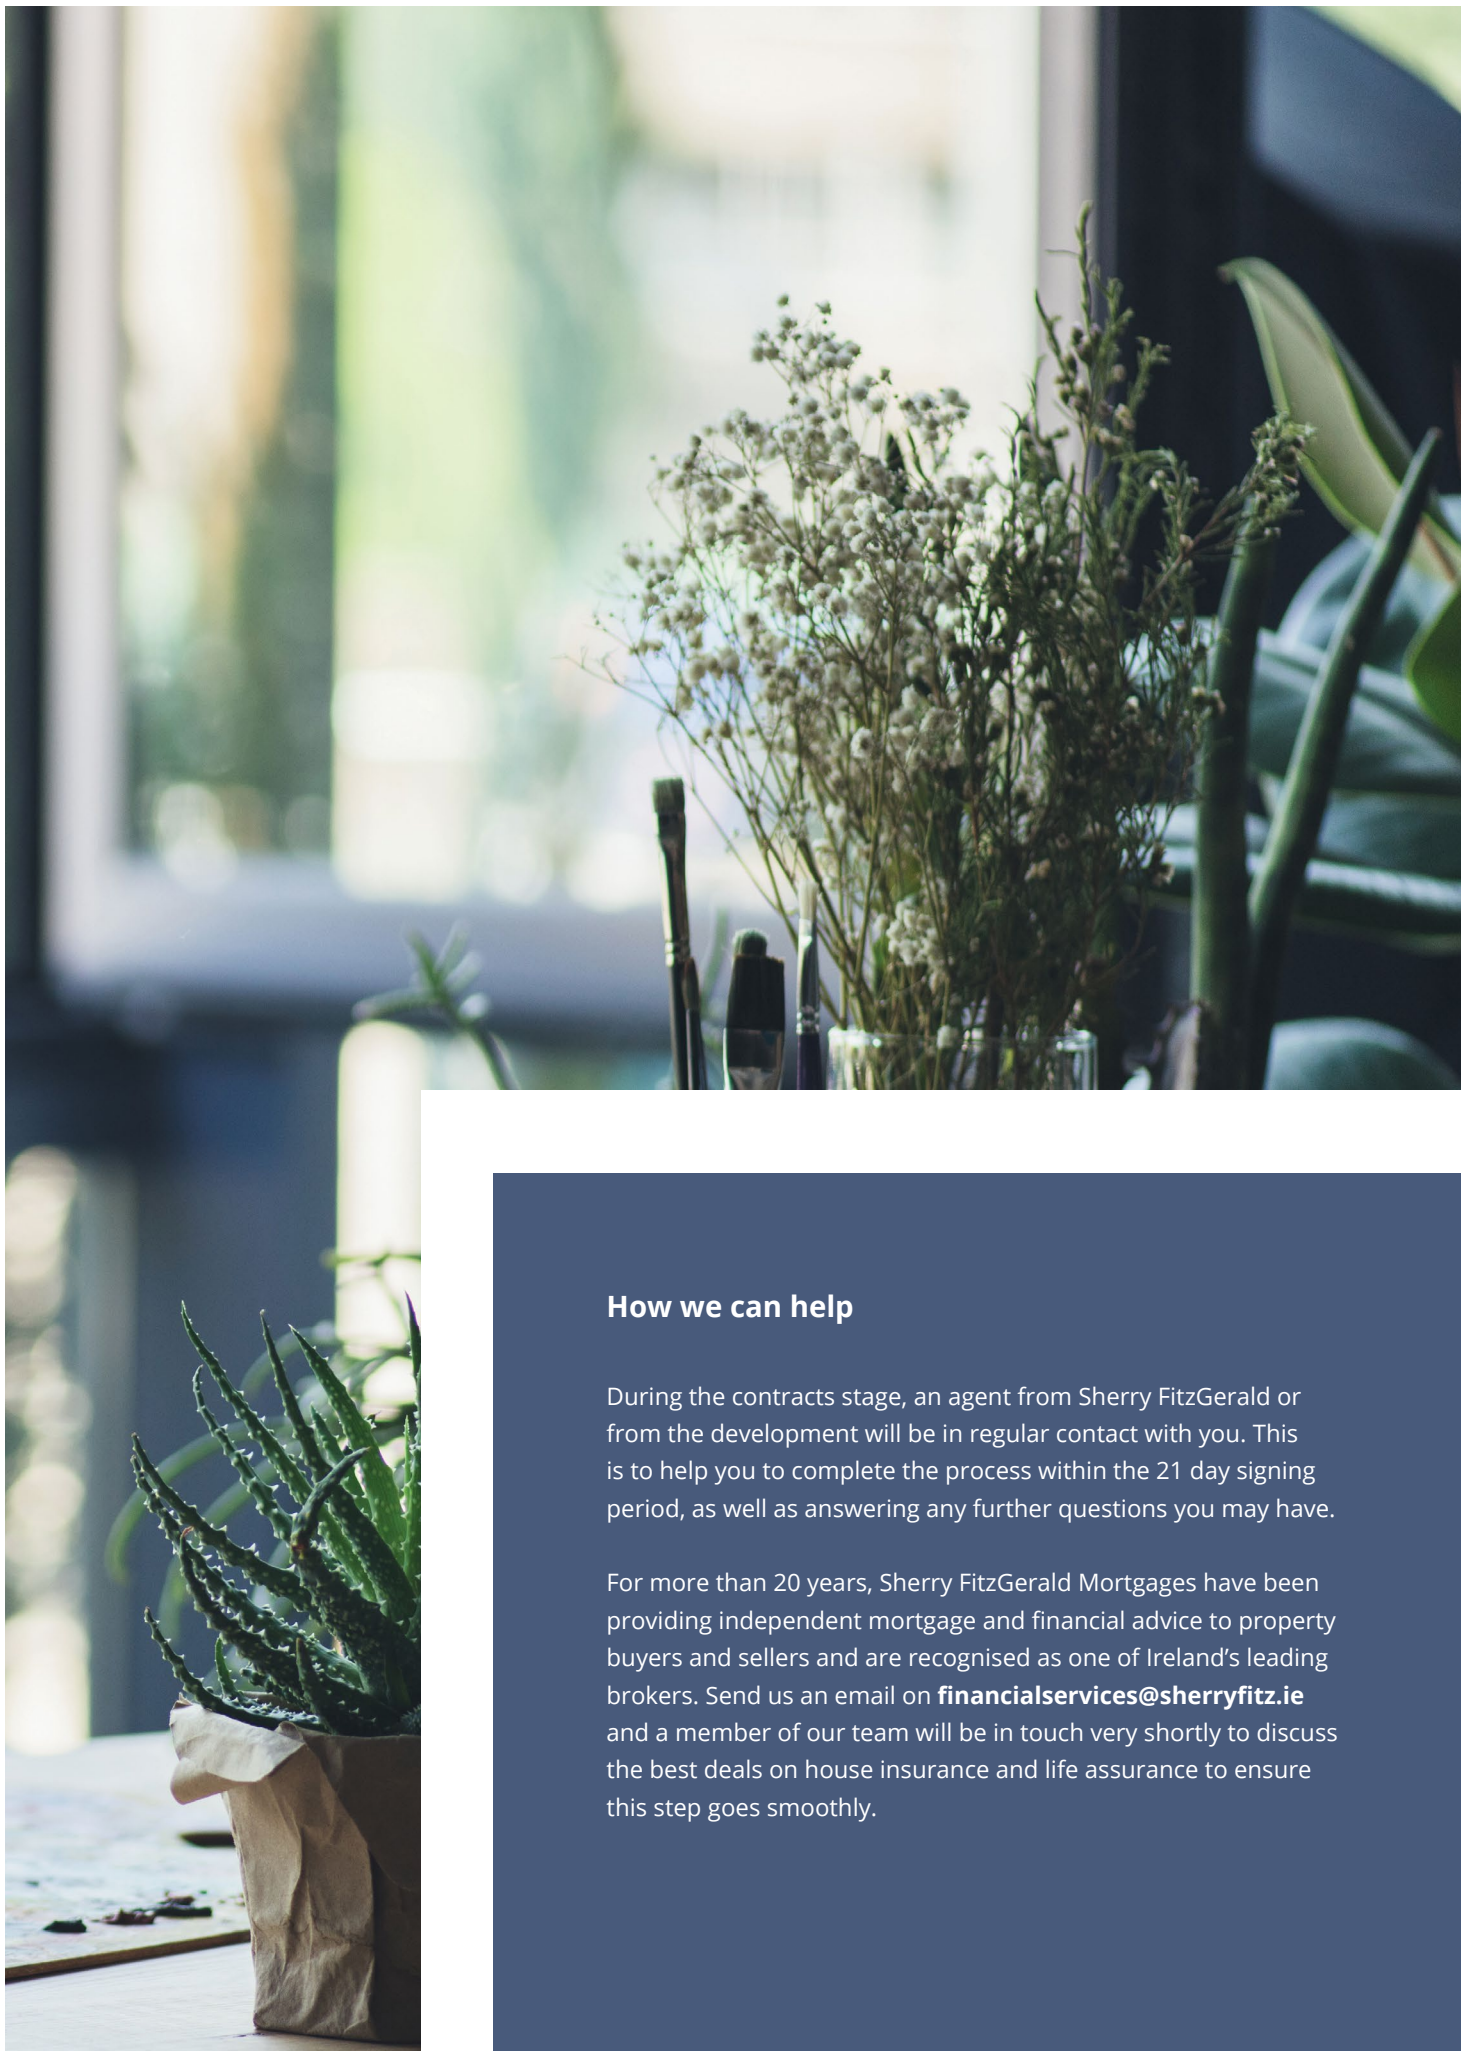 How we can help
During the contracts stage, an agent from Sherry FitzGerald or
from the development will be in regular contact with you. This
is to help you to complete the process within the 21 day signing
period, as well as answering any further questions you may have.
For more than 20 years, Sherry FitzGerald Mortgages have been
providing independent mortgage and financial advice to property
buyers and sellers and are recognised as one of Ireland’s leading
brokers. Send us an email on financialservices@sherryfitz.ie
and a member of our team will be in touch very shortly to discuss
the best deals on house insurance and life assurance to ensure
this step goes smoothly.